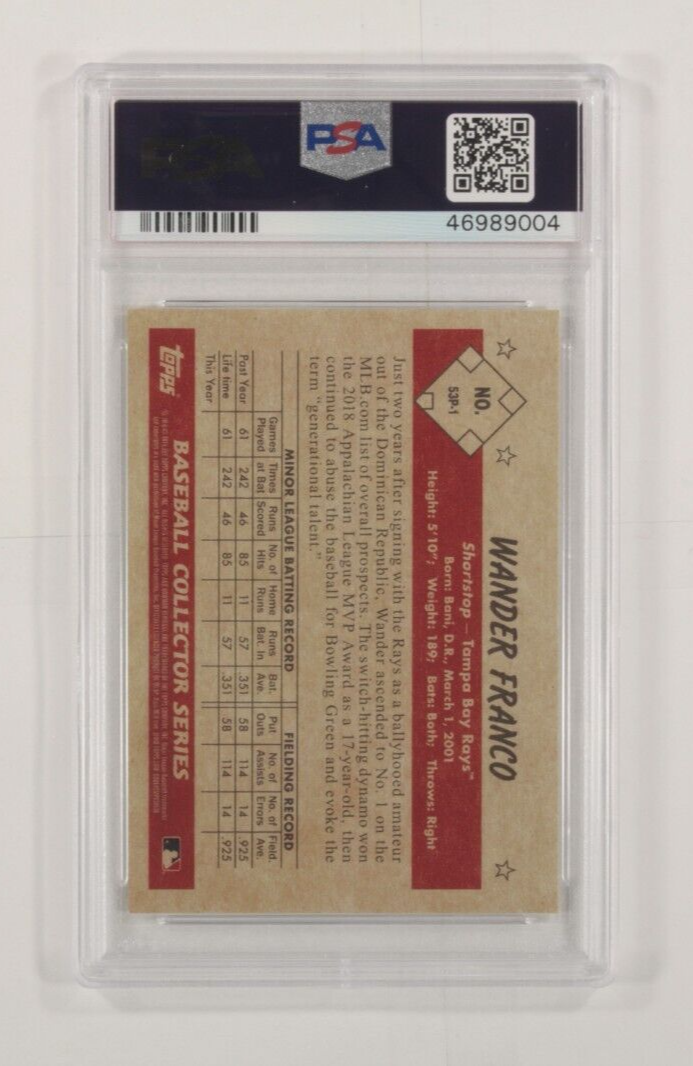 PSA
46989004
NO.
53P-1
WANDER FRANCO
Shortstop — Tampa Bay Rays™
Born: Bani, D.R., March 1, 2001
Height: 5'10"; Weight: 189; Bats: Both; Throws: Right
Just two years after signing with the Rays as a ballyhooed amateur
out of the Dominican Republic, Wander ascended to No. 1 on the
MLB.com list of overall prospects. The switch-hitting dynamo won
the 2018 Appalachian League MVP Award as a 17-year-old, then
continued to abuse the baseball for Bowling Green and evoke the
term "generational talent."
MINOR LEAGUE BATTING RECORD FIELDING RECORD
Games Times Runs No. of Home Runs Bat. Put No. of No. of Field.
Played at Bat Scored Hits Runs Bat. In Ave. Outs Assists Errors Ave.
Past Year 61 242 46 85 11 57 .351 58 114 14 .925
Life time 61 242 46 85 11 57 .351 58 114 14 .925
This Year
topps BASEBALL COLLECTOR SERIES